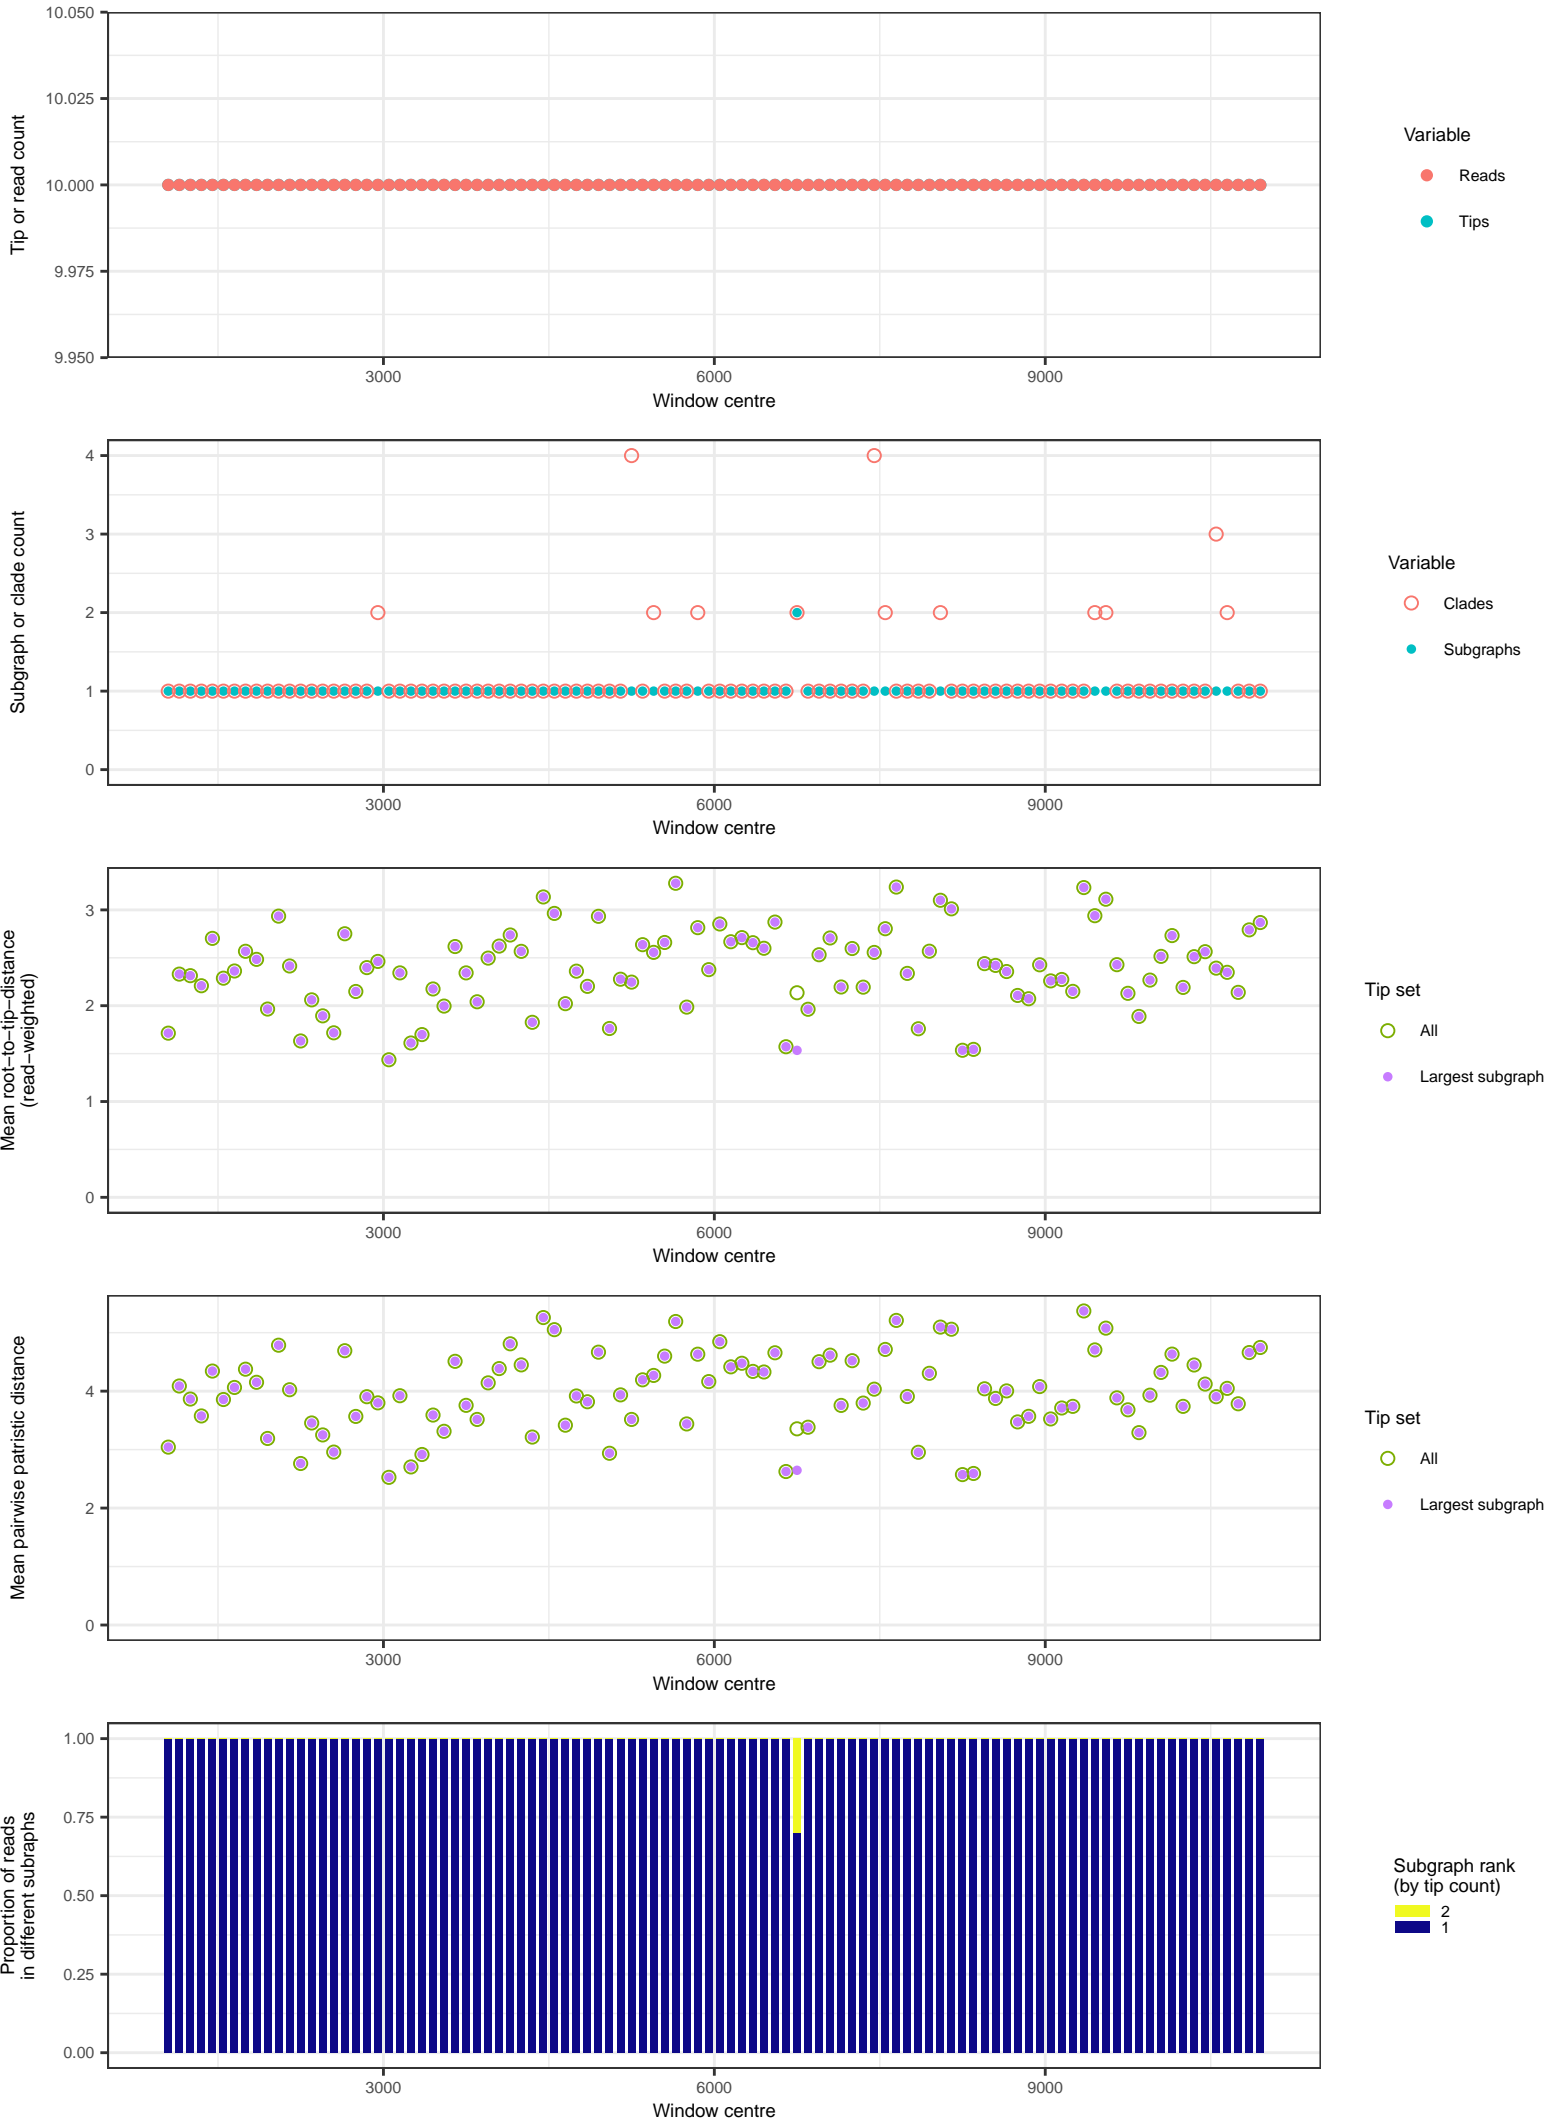 10.050
10.025
10.000
9.975
9.950
Tip or read count
3000 6000 9000
Window centre
Variable
Reads
Tips
4
3
2
1
0
Subgraph or clade count
3000 6000 9000
Window centre
Variable
Clades
Subgraphs
3
2
1
0
Mean root−to−tip−distance
(read−weighted)
3000 6000 9000
Window centre
Tip set
All
Largest subgraph
4
2
0
Mean pairwise patristic distance
3000 6000 9000
Window centre
Tip set
All
Largest subgraph
1.00
0.75
0.50
0.25
0.00
Proportion of reads
in different subraphs
3000 6000 9000
Window centre
Subgraph rank
(by tip count)
2
1